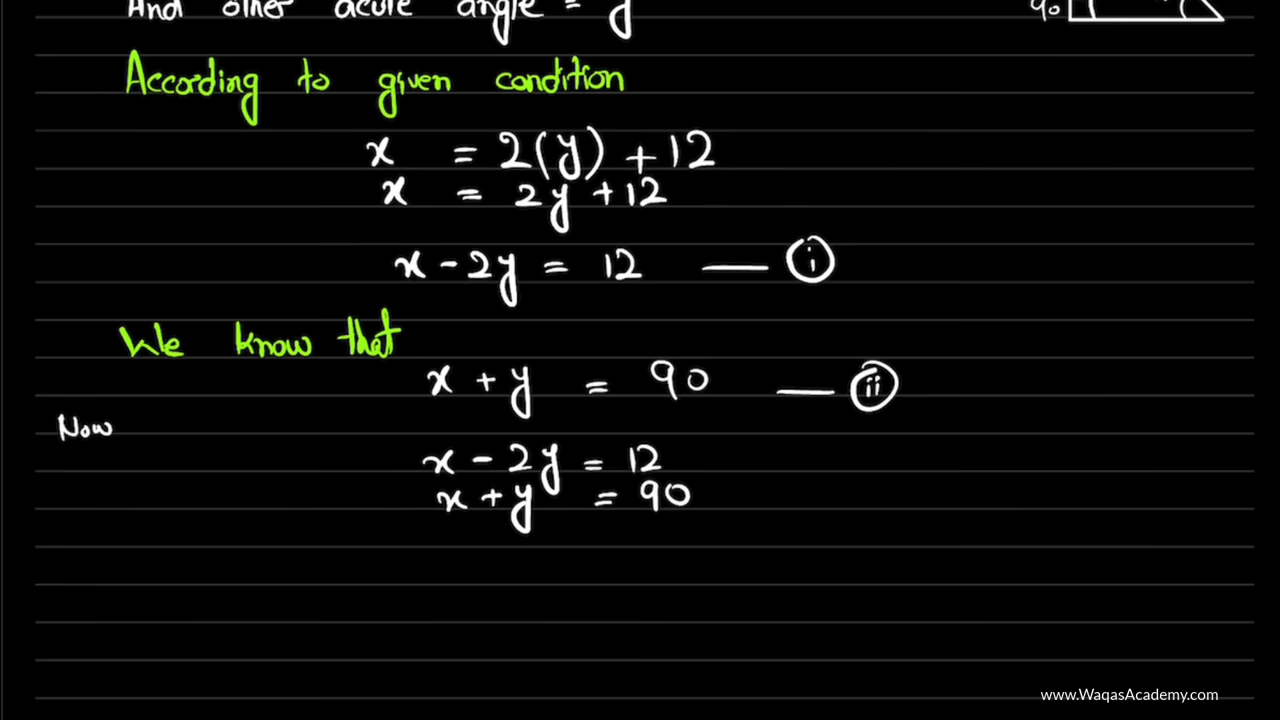 And other acute angle = y
90
According to given condition
x = 2(y) + 12
x = 2y + 12
x - 2y = 12 — (i)
We know that
x + y = 90 — (ii)
Now
x - 2y = 12
x + y = 90
www.WaqasAcademy.com